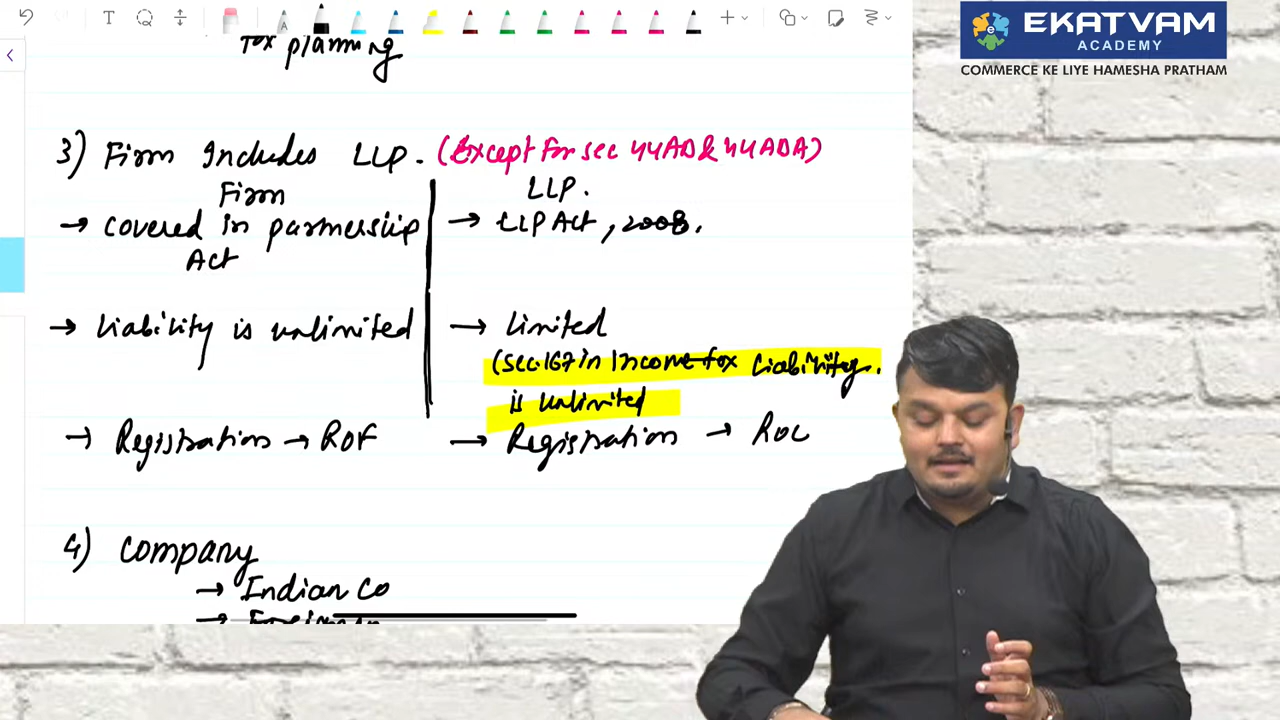 EKATVAM
ACADEMY
COMMERCE KE LIYE HAMESHA PRATHAM
Tax planning
3) Firm Includes LLP. (Except for sec 44AD & 44ADA)
Firm
LLP.
→ Covered in partnership
Act
→ LLP Act, 2008.
→ Liability is unlimited
→ Limited
(Sec.167 in Income tax Liability.
is unlimited
→ Registration → ROF
→ Registration → ROC
4) Company
→ Indian Co
→